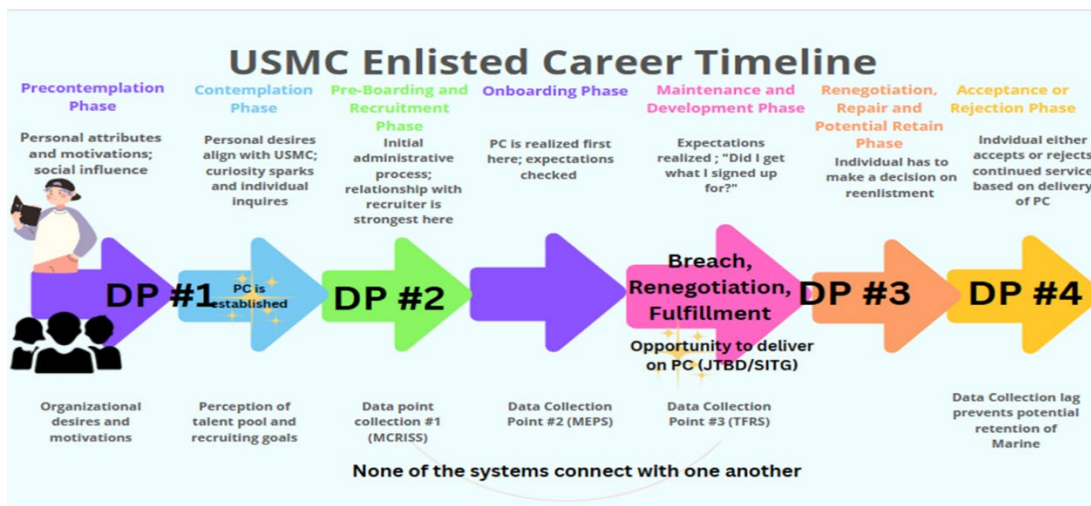 USMC Enlisted Career Timeline
Precontemplation
Phase
Personal attributes
and motivations;
social influence
Contemplation
Phase
Personal desires
align with USMC;
curiosity sparks
and individual
inquires
Pre-Boarding and
Recruitment
Phase
Initial
administrative
process;
relationship with
recruiter is
strongest here
Onboarding Phase
PC is realized first
here; expectations
checked
Maintenance and
Development Phase
Expectations
realized ; "Did I get
what I signed up
for?"
Renegotiation,
Repair and
Potential Retain
Phase
Individual has to
make a decision on
reenlistment
Acceptance or
Rejection Phase
Indvidual either
accepts or rejects
continued service
based on delivery
of PC
DP #1
PC is
established
DP #2
Breach,
Renegotiation,
Fulfillment
Opportunity to deliver
on PC (JTBD/SITG)
DP #3
DP #4
Organizational
desires and
motivations
Perception of
talent pool and
recruiting goals
Data point
collection #1
(MCRISS)
Data Collection
Point #2 (MEPS)
Data Collection
Point #3 (TFRS)
Data Collection lag
prevents potential
retention of
Marine
None of the systems connect with one another